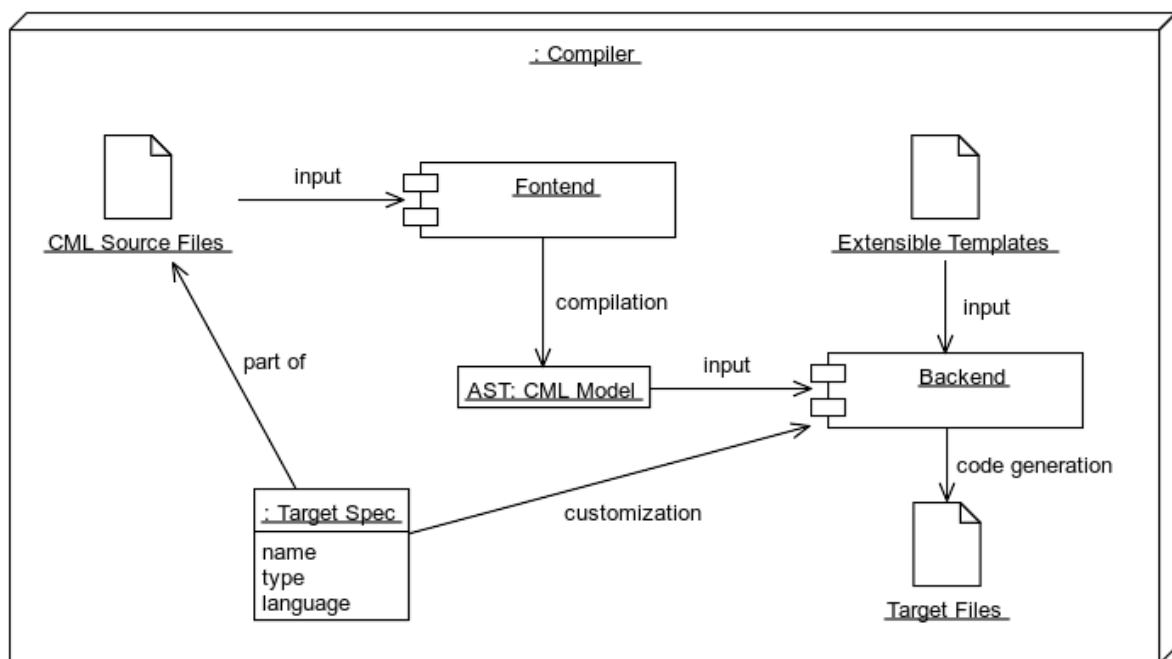 : Compiler
input
Fontend
CML Source Files
Extensible Templates
compilation
input
part of
input
AST: CML Model
Backend
code generation
: Target Spec
customization
name
type
language
Target Files